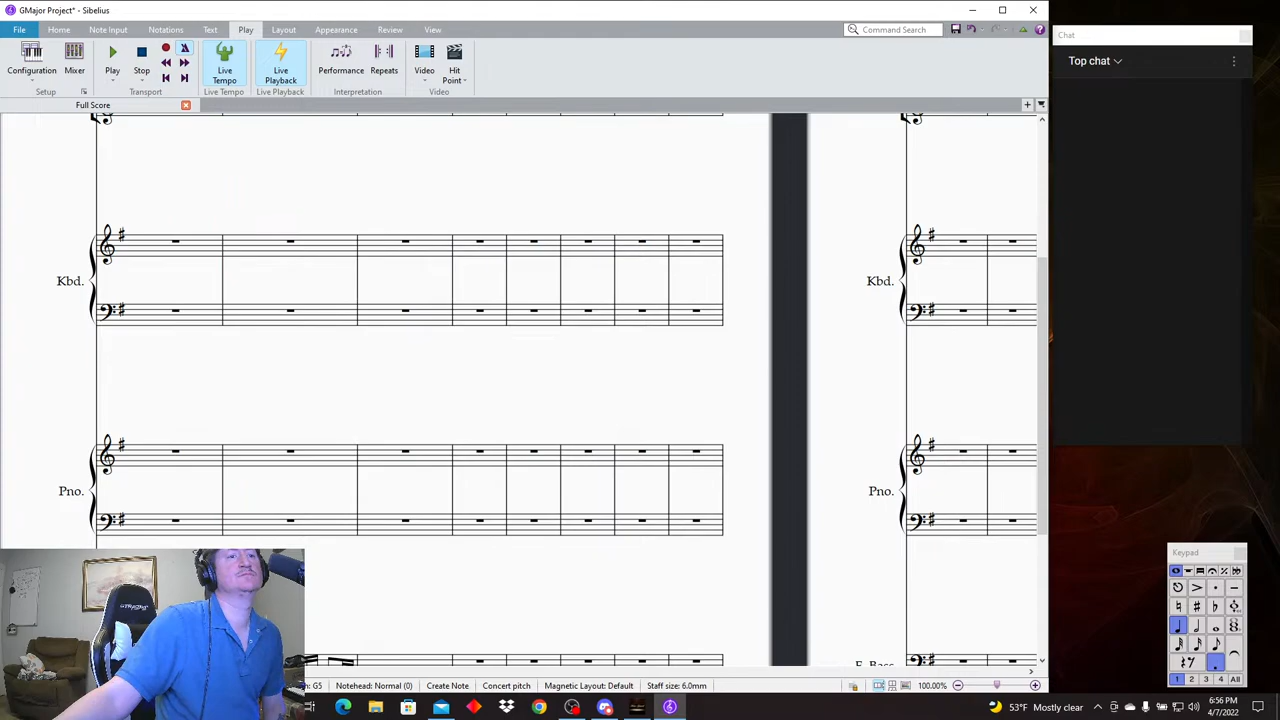 GMajor Project* - Sibelius
File Home Note Input Notations Text Play Layout Appearance Review View Command Search
Configuration Mixer Play Stop Live Tempo Live Playback Performance Repeats Video Hit Point
Setup Transport Live Tempo Live Playback Interpretation Video
Full Score
Kbd. Kbd.
Pno. Pno.
E. Bass
G5 Notehead: Normal (0) Create Note Concert pitch Magnetic Layout: Default Staff size: 6.0mm 100.00%
Chat
Top chat
Keypad
1 2 3 4 All
53°F Mostly clear
6:56 PM
4/7/2022